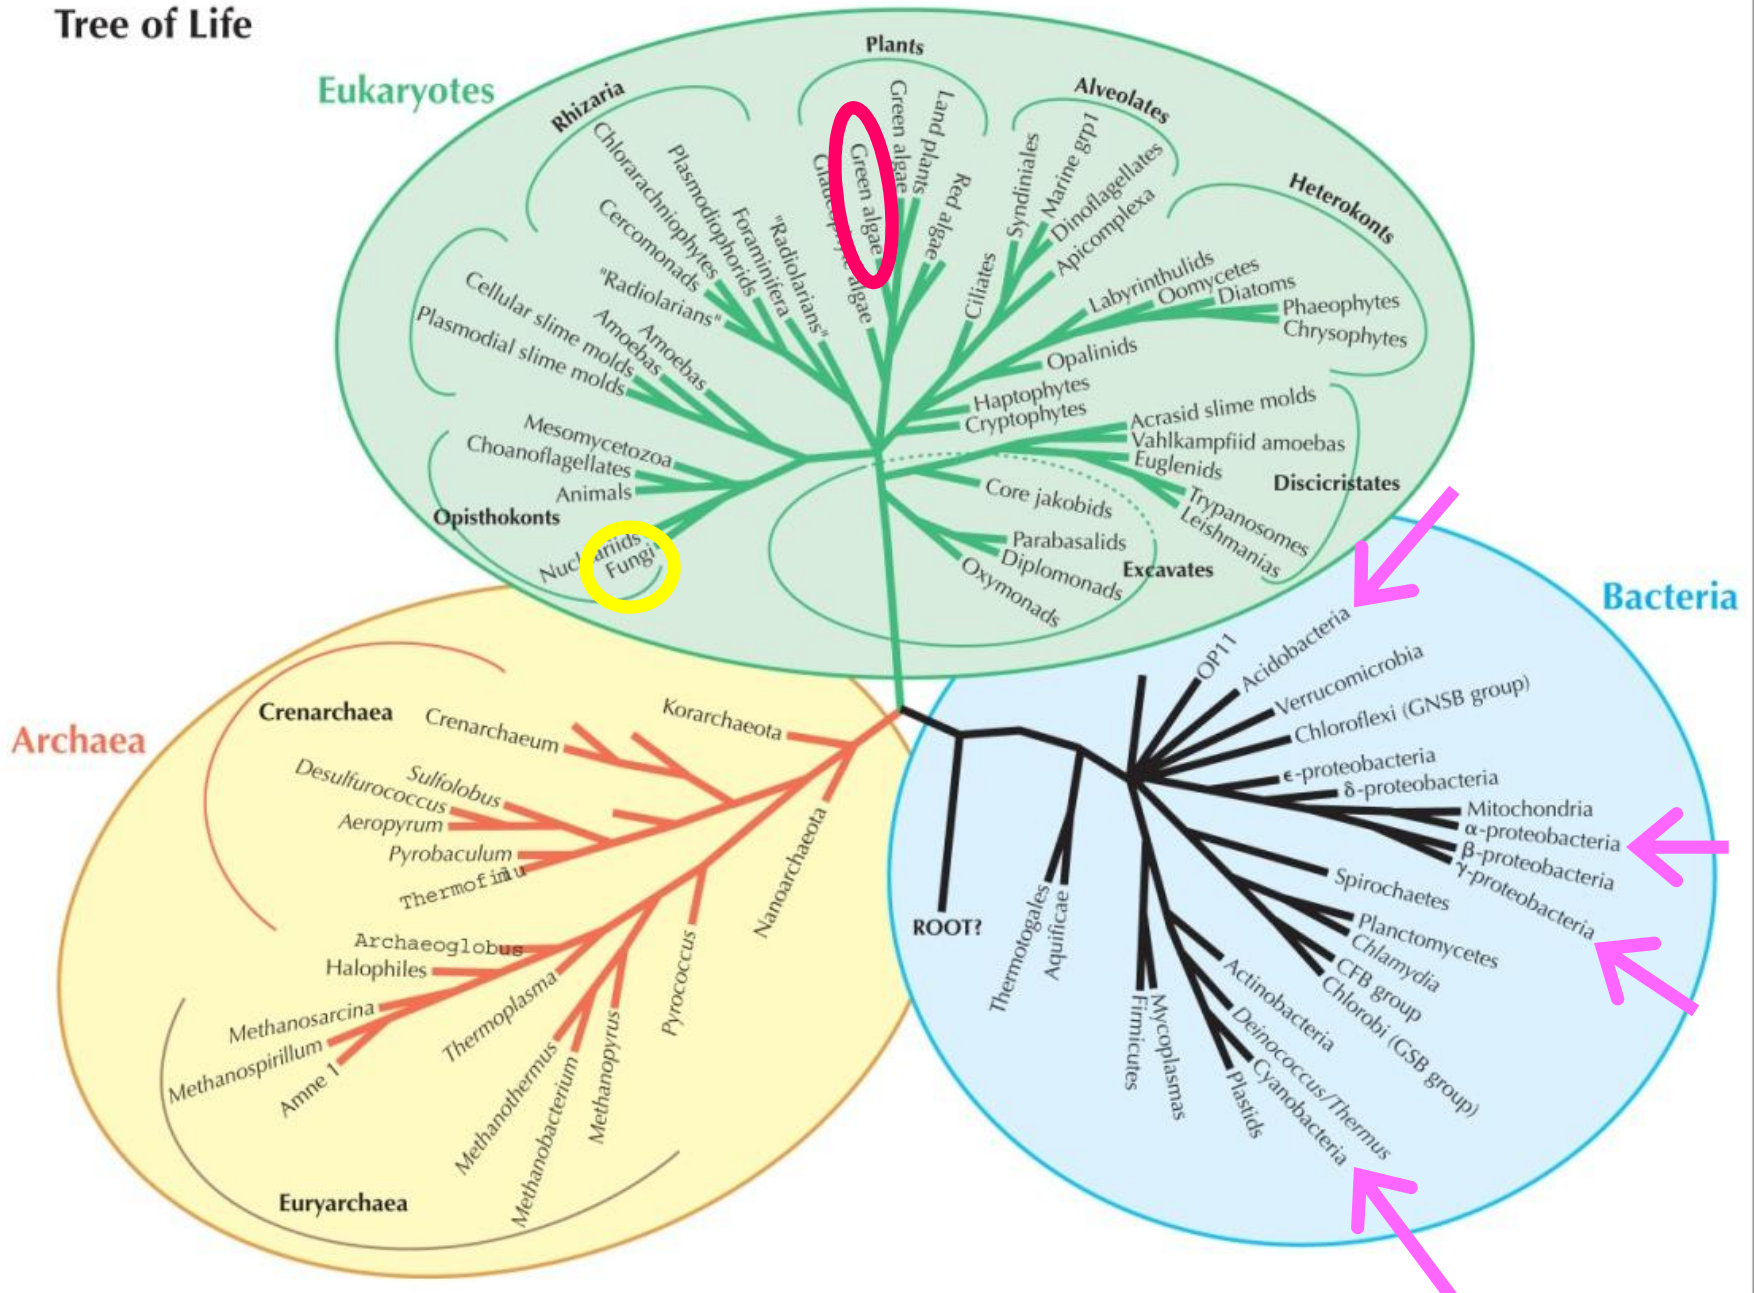 Tree of Life
Eukaryotes
Plants
Rhizaria
Alveolates
Heterokonts
Chlorarachniophytes
Plasmodiophorids
Cercomonads
Foraminifera
"Radiolarians"
"Radiolarians"
Glaucophyte algae
Green algae
Green algae
Land plants
Red algae
Syndiniales
Marine grp1
Dinoflagellates
Apicomplexa
Ciliates
Labyrinthulids
Oomycetes
Diatoms
Phaeophytes
Chrysophytes
Opalinids
Haptophytes
Cryptophytes
Cellular slime molds
Plasmodial slime molds
Amoebas
Amoebas
Mesomycetozoa
Choanoflagellates
Animals
Opisthokonts
Nucleariids
Fungi
Acrasid slime molds
Vahlkampfiid amoebas
Euglenids
Discicristates
Trypanosomes
Leishmanias
Core jakobids
Parabasalids
Diplomonads
Oxymonads
Excavates
Archaea
Crenarchaea
Crenarchaeum
Korarchaeota
Desulfurococcus
Sulfolobus
Aeropyrum
Pyrobaculum
Nanoarchaeota
Archaeoglobus
Halophiles
Methanosarcina
Methanospirillum
Amne 1
Thermoplasma
Methanothermus
Methanobacterium
Methanopyrus
Pyrococcus
Euryarchaea
Bacteria
OP11
Acidobacteria
Verrucomicrobia
Chloroflexi (GNSB group)
ϵ-proteobacteria
δ-proteobacteria
Mitochondria
α-proteobacteria
β-proteobacteria
γ-proteobacteria
Spirochaetes
Planctomycetes
Chlamydia
CFB group
Chlorobi (GSB group)
Actinobacteria
Deinococcus/Thermus
Cyanobacteria
Plastids
Mycoplasmas
Firmicutes
Thermotogales
Aquificae
ROOT?